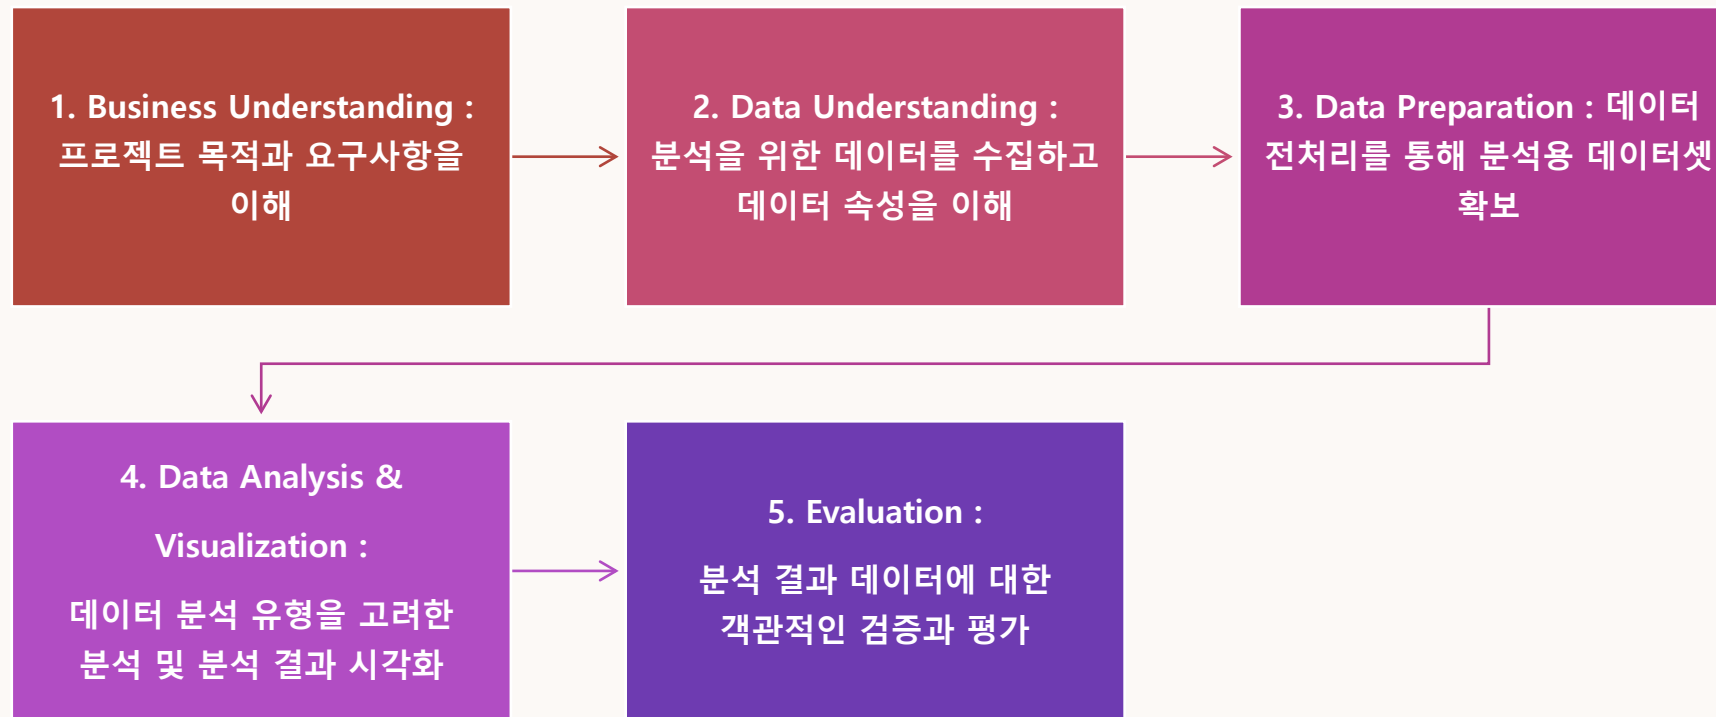 1. Business Understanding :
프로젝트 목적과 요구사항을
이해
2. Data Understanding :
분석을 위한 데이터를 수집하고
데이터 속성을 이해
3. Data Preparation : 데이터
전처리를 통해 분석용 데이터셋
확보
4. Data Analysis &
Visualization :
데이터 분석 유형을 고려한
분석 및 분석 결과 시각화
5. Evaluation :
분석 결과 데이터에 대한
객관적인 검증과 평가